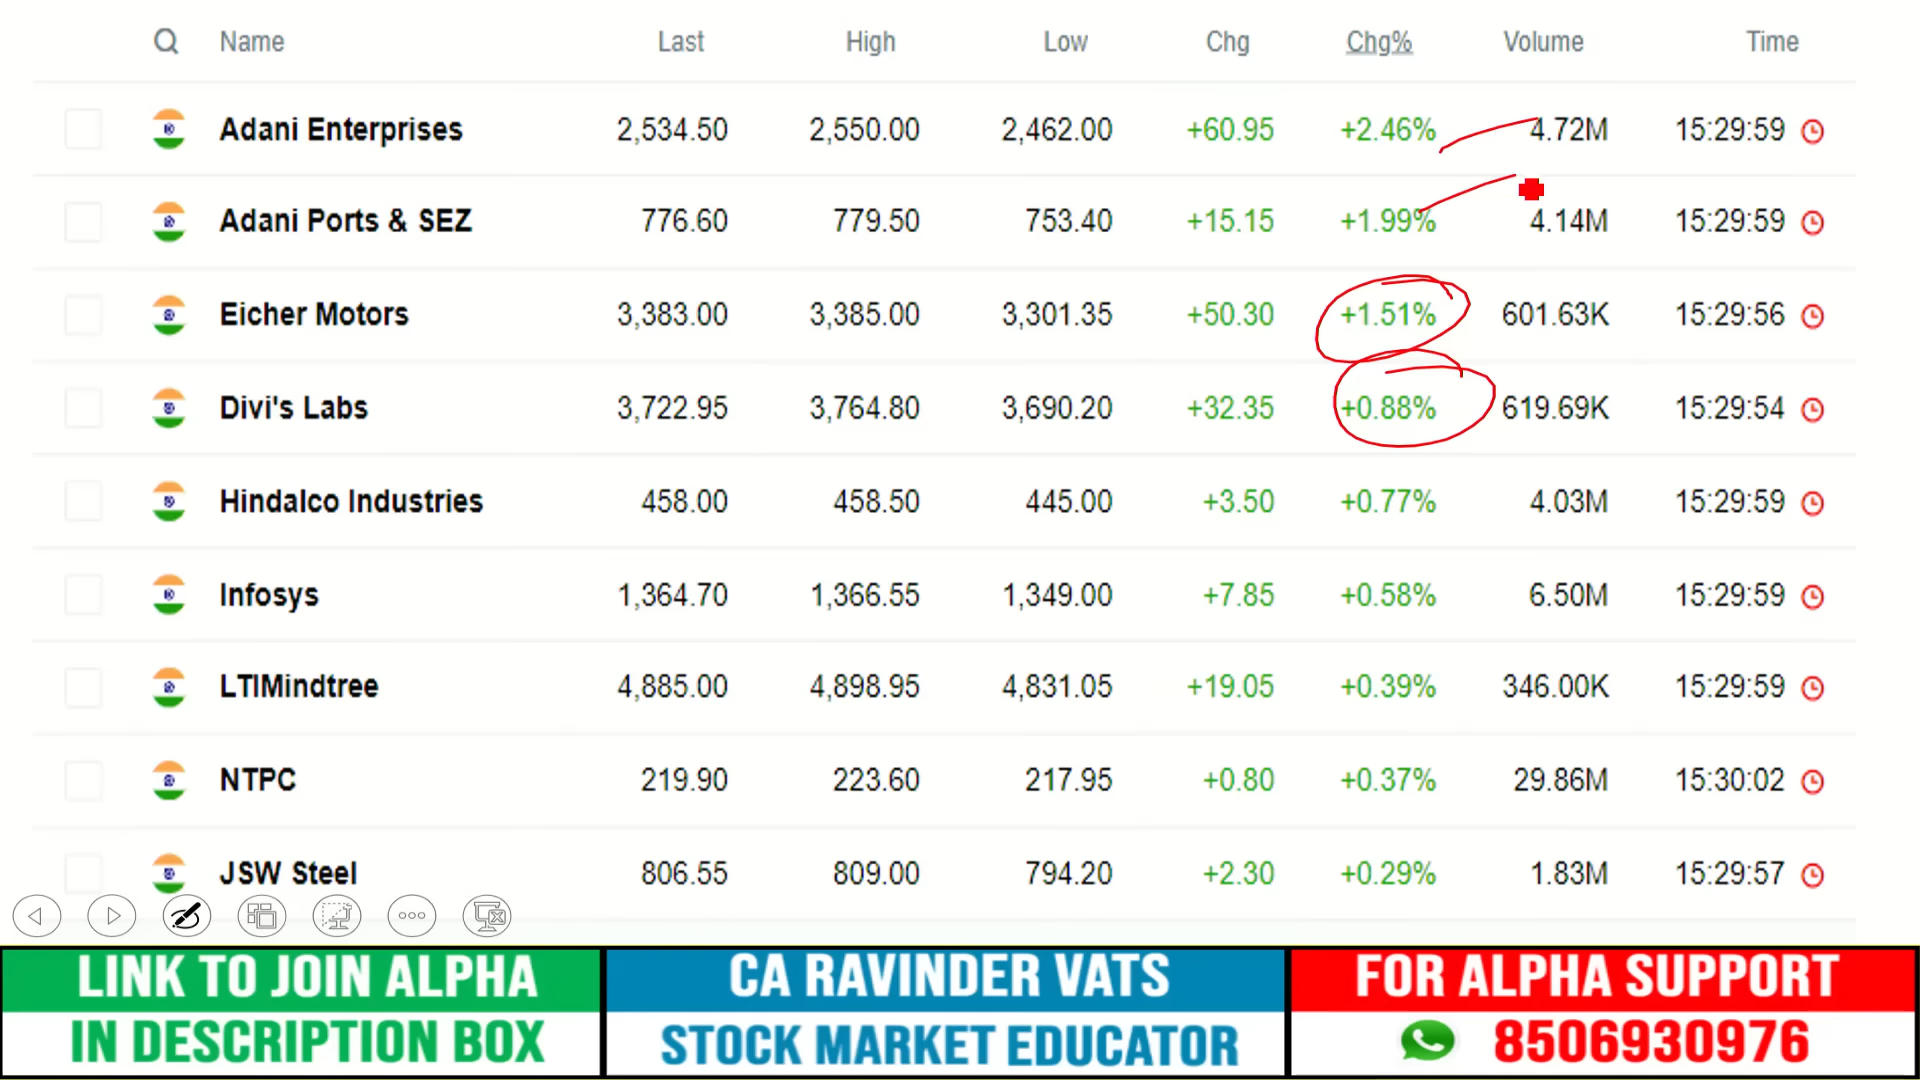 Name Last High Low Chg Chg% Volume Time
Adani Enterprises 2,534.50 2,550.00 2,462.00 +60.95 +2.46% 4.72M 15:29:59
Adani Ports & SEZ 776.60 779.50 753.40 +15.15 +1.99% 4.14M 15:29:59
Eicher Motors 3,383.00 3,385.00 3,301.35 +50.30 +1.51% 601.63K 15:29:56
Divi's Labs 3,722.95 3,764.80 3,690.20 +32.35 +0.88% 619.69K 15:29:54
Hindalco Industries 458.00 458.50 445.00 +3.50 +0.77% 4.03M 15:29:59
Infosys 1,364.70 1,366.55 1,349.00 +7.85 +0.58% 6.50M 15:29:59
LTIMindtree 4,885.00 4,898.95 4,831.05 +19.05 +0.39% 346.00K 15:29:59
NTPC 219.90 223.60 217.95 +0.80 +0.37% 29.86M 15:30:02
JSW Steel 806.55 809.00 794.20 +2.30 +0.29% 1.83M 15:29:57
LINK TO JOIN ALPHA
IN DESCRIPTION BOX
CA RAVINDER VATS
STOCK MARKET EDUCATOR
FOR ALPHA SUPPORT
8506930976